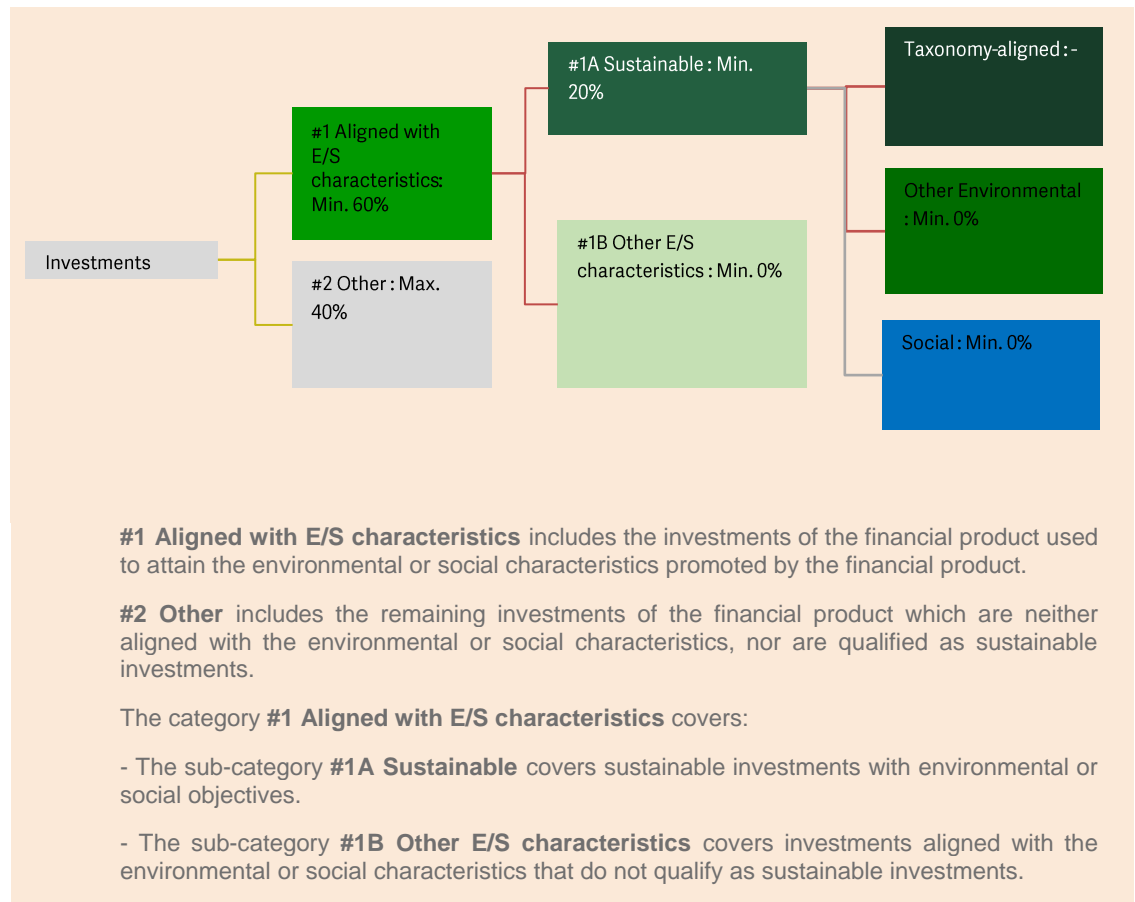 Investments
#1 Aligned with
E/S
characteristics:
Min. 60%
#2 Other : Max.
40%
#1A Sustainable : Min.
20%
#1B Other E/S
characteristics : Min. 0%
Taxonomy-aligned : -
Other Environmental
: Min. 0%
Social : Min. 0%
#1 Aligned with E/S characteristics includes the investments of the financial product used
to attain the environmental or social characteristics promoted by the financial product.
#2 Other includes the remaining investments of the financial product which are neither
aligned with the environmental or social characteristics, nor are qualified as sustainable
investments.
The category #1 Aligned with E/S characteristics covers:
- The sub-category #1A Sustainable covers sustainable investments with environmental or
social objectives.
- The sub-category #1B Other E/S characteristics covers investments aligned with the
environmental or social characteristics that do not qualify as sustainable investments.